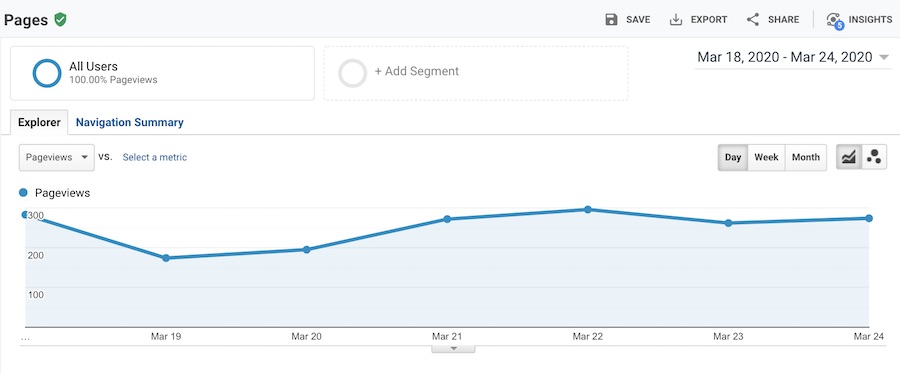 Pages SAVE EXPORT SHARE 5 INSIGHTS
All Users
100.00% Pageviews
+ Add Segment
Mar 18, 2020 - Mar 24, 2020
Explorer Navigation Summary
Pageviews VS. Select a metric Day Week Month
Pageviews
300
200
100
... Mar 19 Mar 20 Mar 21 Mar 22 Mar 23 Mar 24